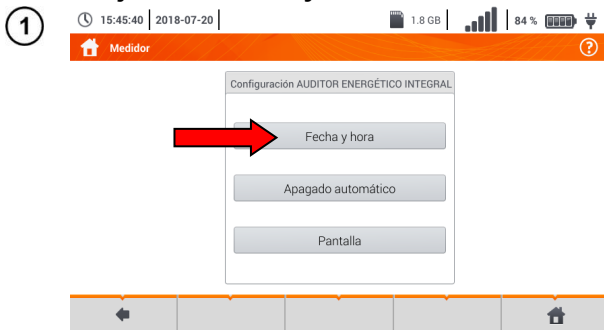 1
15:45:40 2018-07-20 1.8 GB 84 %
Medidor ?
Configuración AUDITOR ENERGÉTICO INTEGRAL
Fecha y hora
Apagado automático
Pantalla